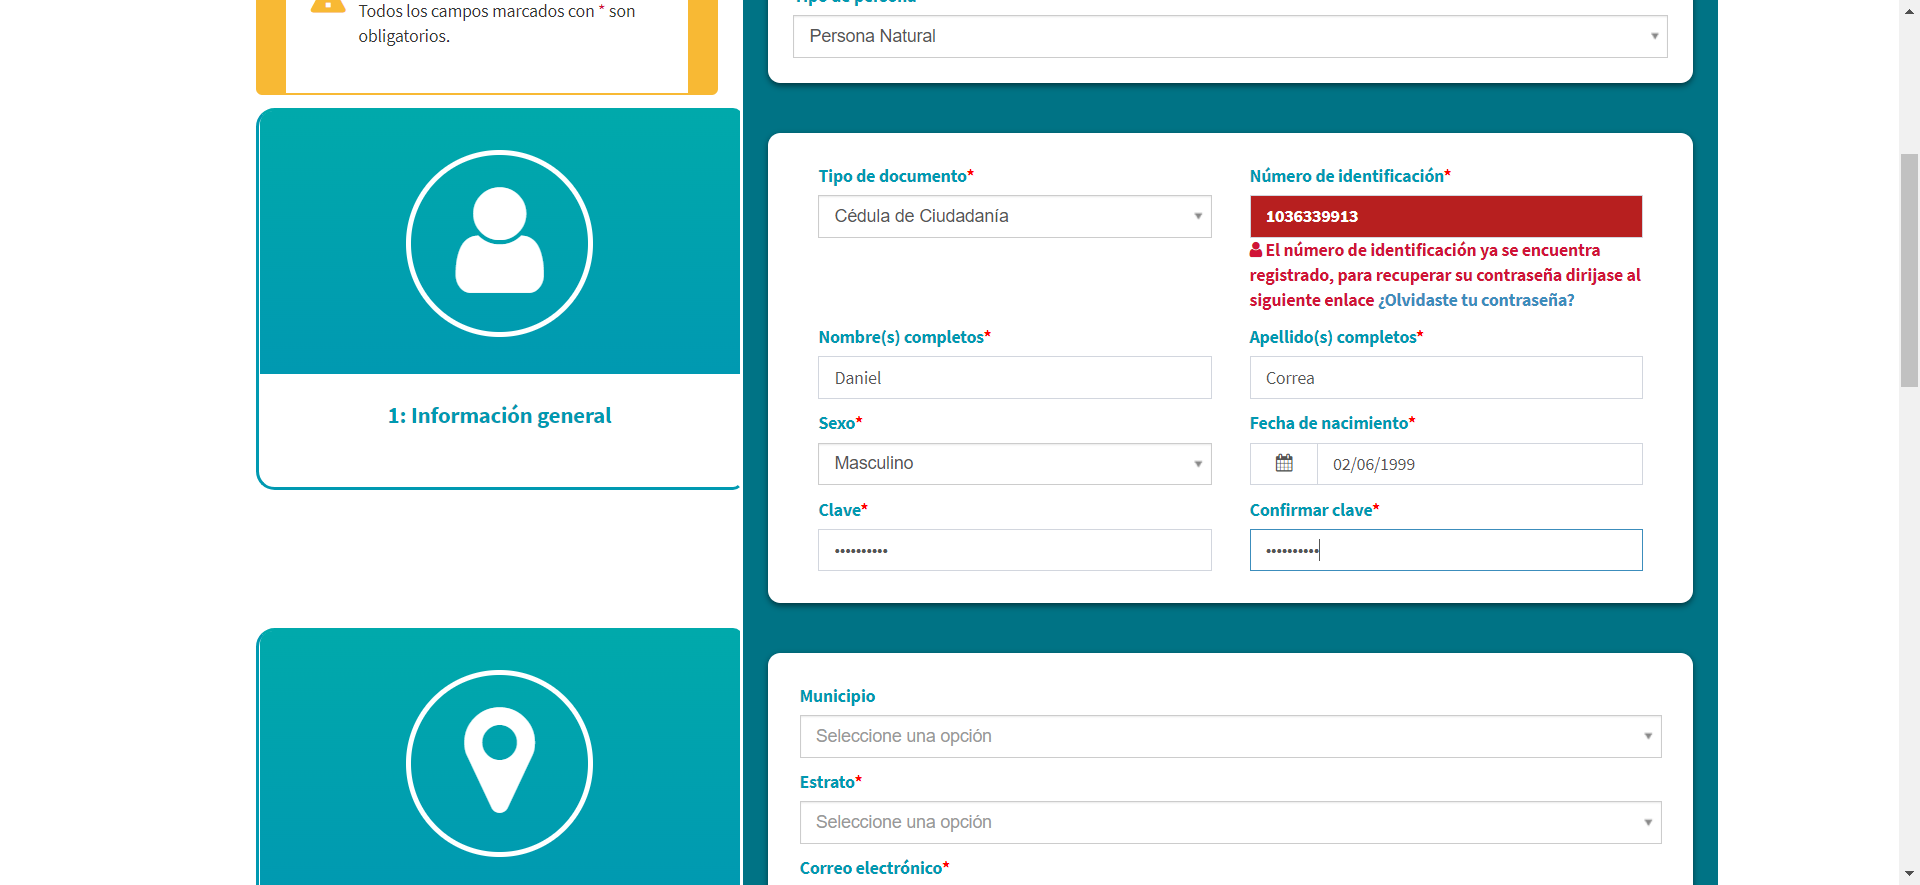 Todos los campos marcados con * son
obligatorios.
Persona Natural
1: Información general
Tipo de documento*
Cédula de Ciudadanía
Número de identificación*
1036339913
El número de identificación ya se encuentra
registrado, para recuperar su contraseña dirijase al
siguiente enlace ¿Olvidaste tu contraseña?
Nombre(s) completos*
Daniel
Apellido(s) completos*
Correa
Sexo*
Masculino
Fecha de nacimiento*
02/06/1999
Clave*
••••••••••
Confirmar clave*
••••••••••
Municipio
Seleccione una opción
Estrato*
Seleccione una opción
Correo electrónico*